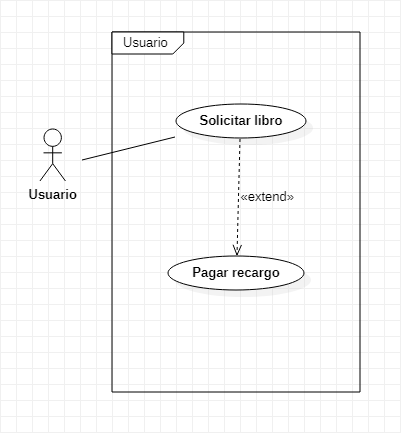 Usuario
Solicitar libro
Usuario
«extend»
Pagar recargo